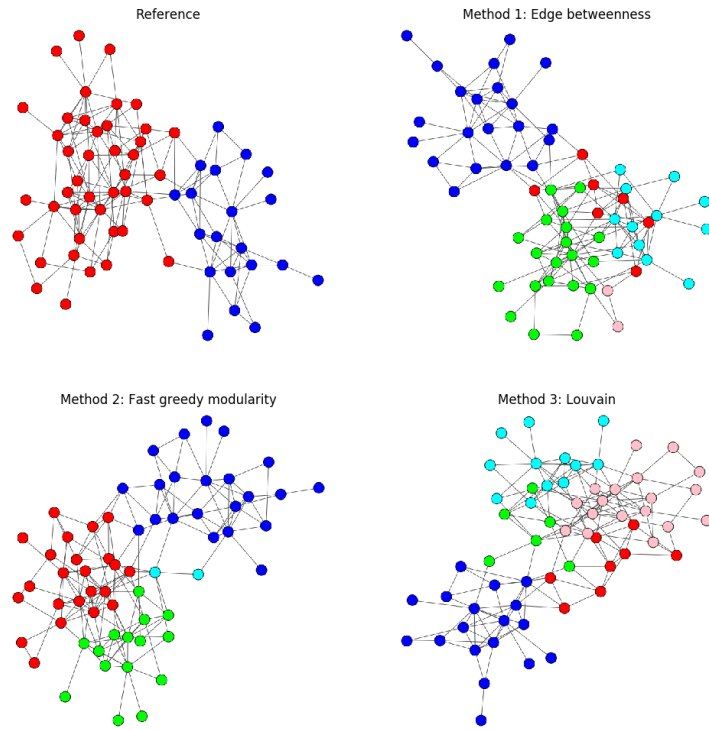 Reference
Method 1: Edge betweenness
Method 2: Fast greedy modularity
Method 3: Louvain